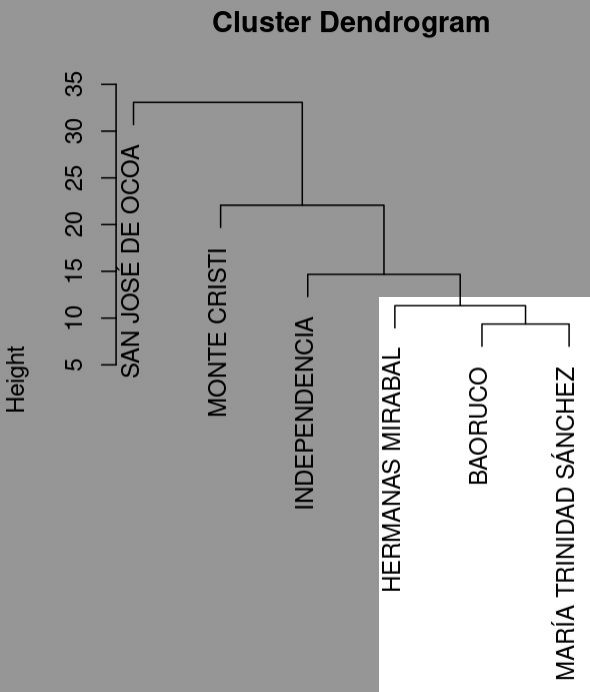 Cluster Dendrogram
Height
35
30
25
20
15
10
5
SAN JOSÉ DE OCOA
MONTE CRISTI
INDEPENDENCIA
HERMANAS MIRABAL
BAORUCO
MARÍA TRINIDAD SÁNCHEZ